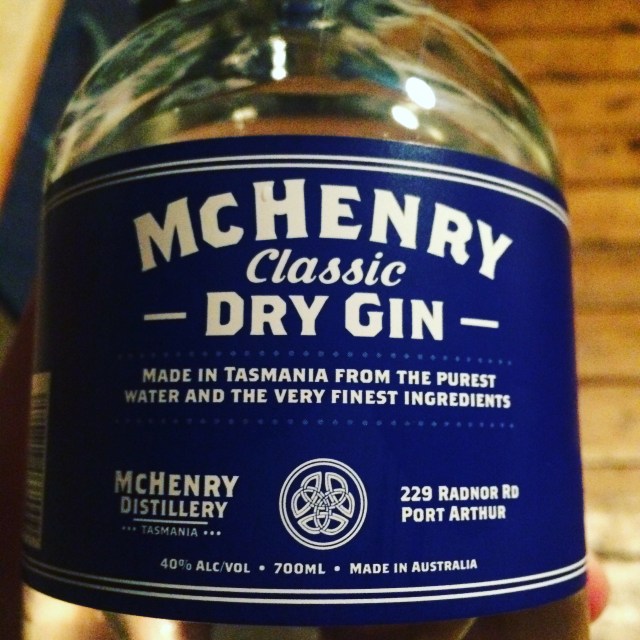 McHenry
Classic
— Dry Gin —
Made in Tasmania from the purest
water and the very finest ingredients
McHenry
Distillery
••• Tasmania •••
229 Radnor Rd
Port Arthur
40% Alc/Vol • 700ml • Made in Australia